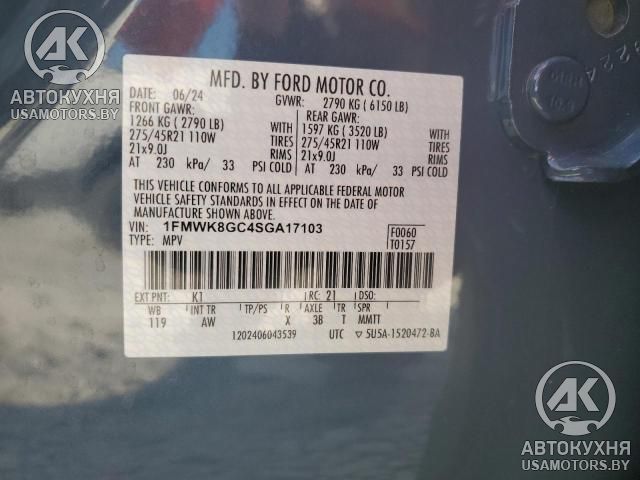 AK
АВТОКУХНЯ
USAMOTORS.BY
MFD. BY FORD MOTOR CO.
DATE: 06/24 GVWR: 2790 KG ( 6150 LB)
FRONT GAWR: REAR GAWR:
1266 KG ( 2790 LB) WITH 1597 KG ( 3520 LB) WITH
275/45R21 110W TIRES 275/45R21 110W TIRES
21x9.0J RIMS 21x9.0J RIMS
AT 230 kPa/ 33 PSI COLD AT 230 kPa/ 33 PSI COLD
THIS VEHICLE CONFORMS TO ALL APPLICABLE FEDERAL MOTOR
VEHICLE SAFETY STANDARDS IN EFFECT ON THE DATE OF
MANUFACTURE SHOWN ABOVE.
VIN: 1FMWK8GC4SGA17103 F0060
TYPE: MPV T0157
EXT PNT: KT RC: 21 DSO:
WB INT TR TP/PS R AXLE TR SPR
119 AW X 3B T MMTT
1202406043539 UTC ▽ 5U5A-1520472-BA
AK
АВТОКУХНЯ
USAMOTORS.BY